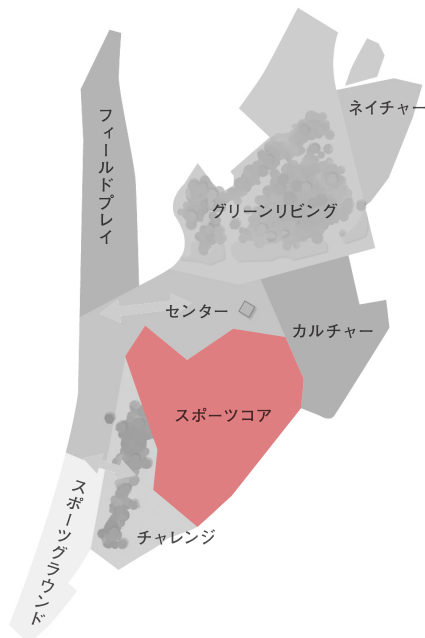 ネイチャー
フィールドプレイ
グリーンリビング
センター
カルチャー
スポーツコア
スポーツグラウンド
チャレンジ